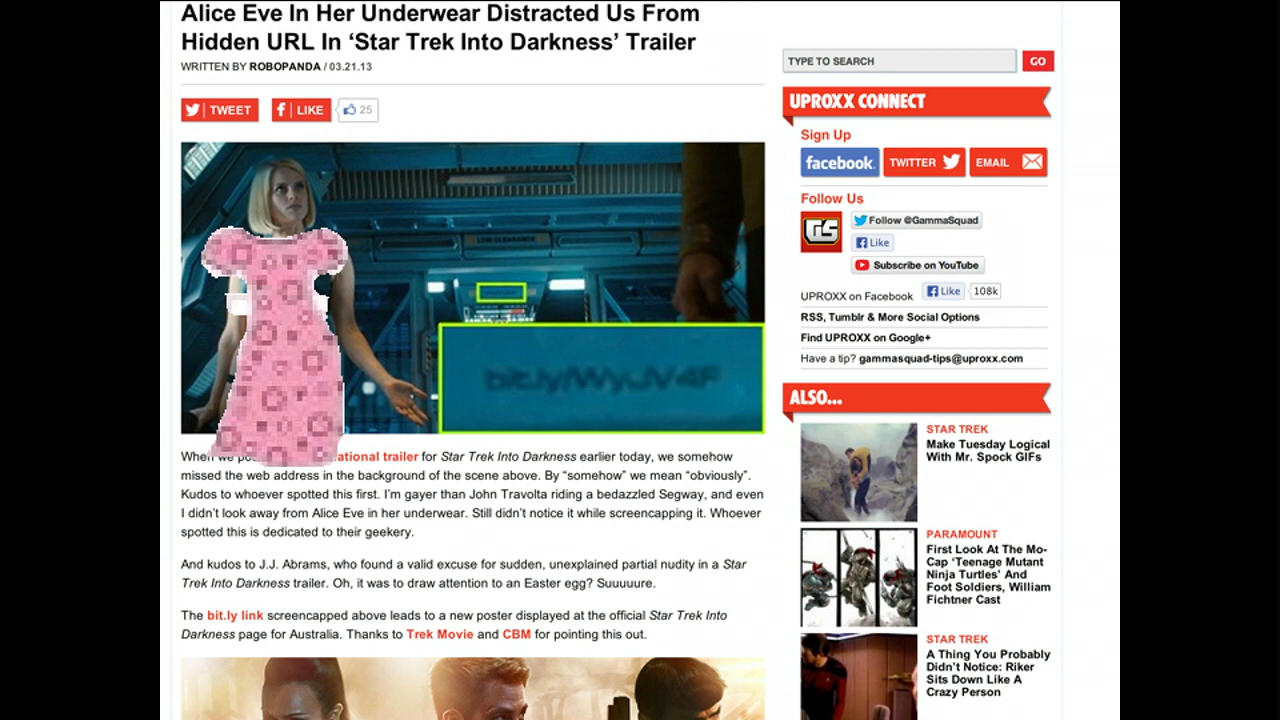 Alice Eve In Her Underwear Distracted Us From
Hidden URL In ‘Star Trek Into Darkness’ Trailer
WRITTEN BY ROBOPANDA / 03.21.13
TWEET
LIKE
25
LOW CLEARANCE
When we
ational trailer for Star Trek Into Darkness earlier today, we somehow
missed the web address in the background of the scene above. By “somehow” we mean “obviously”.
Kudos to whoever spotted this first. I’m gayer than John Travolta riding a bedazzled Segway, and even
I didn’t look away from Alice Eve in her underwear. Still didn’t notice it while screencapping it. Whoever
spotted this is dedicated to their geekery.
And kudos to J.J. Abrams, who found a valid excuse for sudden, unexplained partial nudity in a Star
Trek Into Darkness trailer. Oh, it was to draw attention to an Easter egg? Suuuuure.
The bit.ly link screencapped above leads to a new poster displayed at the official Star Trek Into
Darkness page for Australia. Thanks to Trek Movie and CBM for pointing this out.
TYPE TO SEARCH
GO
UPROXX CONNECT
Sign Up
facebook.
TWITTER
EMAIL
Follow Us
GS
Follow @GammaSquad
Like
Subscribe on YouTube
UPROXX on Facebook
Like
108k
RSS, Tumblr & More Social Options
Find UPROXX on Google+
Have a tip? gammasquad-tips@uproxx.com
ALSO...
STAR TREK
Make Tuesday Logical
With Mr. Spock GIFs
PARAMOUNT
First Look At The Mo-
Cap ‘Teenage Mutant
Ninja Turtles’ And
Foot Soldiers, William
Fichtner Cast
STAR TREK
A Thing You Probably
Didn’t Notice: Riker
Sits Down Like A
Crazy Person